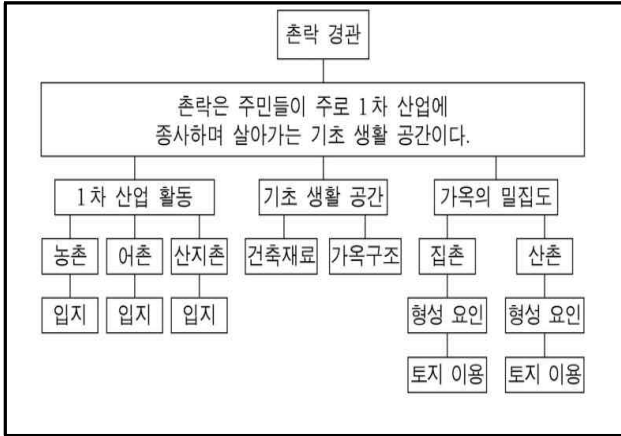 촌락 경관
촌락은 주민들이 주로 1차 산업에
종사하며 살아가는 기초 생활 공간이다.
1차 산업 활동
기초 생활 공간
가옥의 밀집도
농촌
어촌
산지촌
건축재료
가옥구조
집촌
산촌
입지
입지
입지
형성 요인
형성 요인
토지 이용
토지 이용